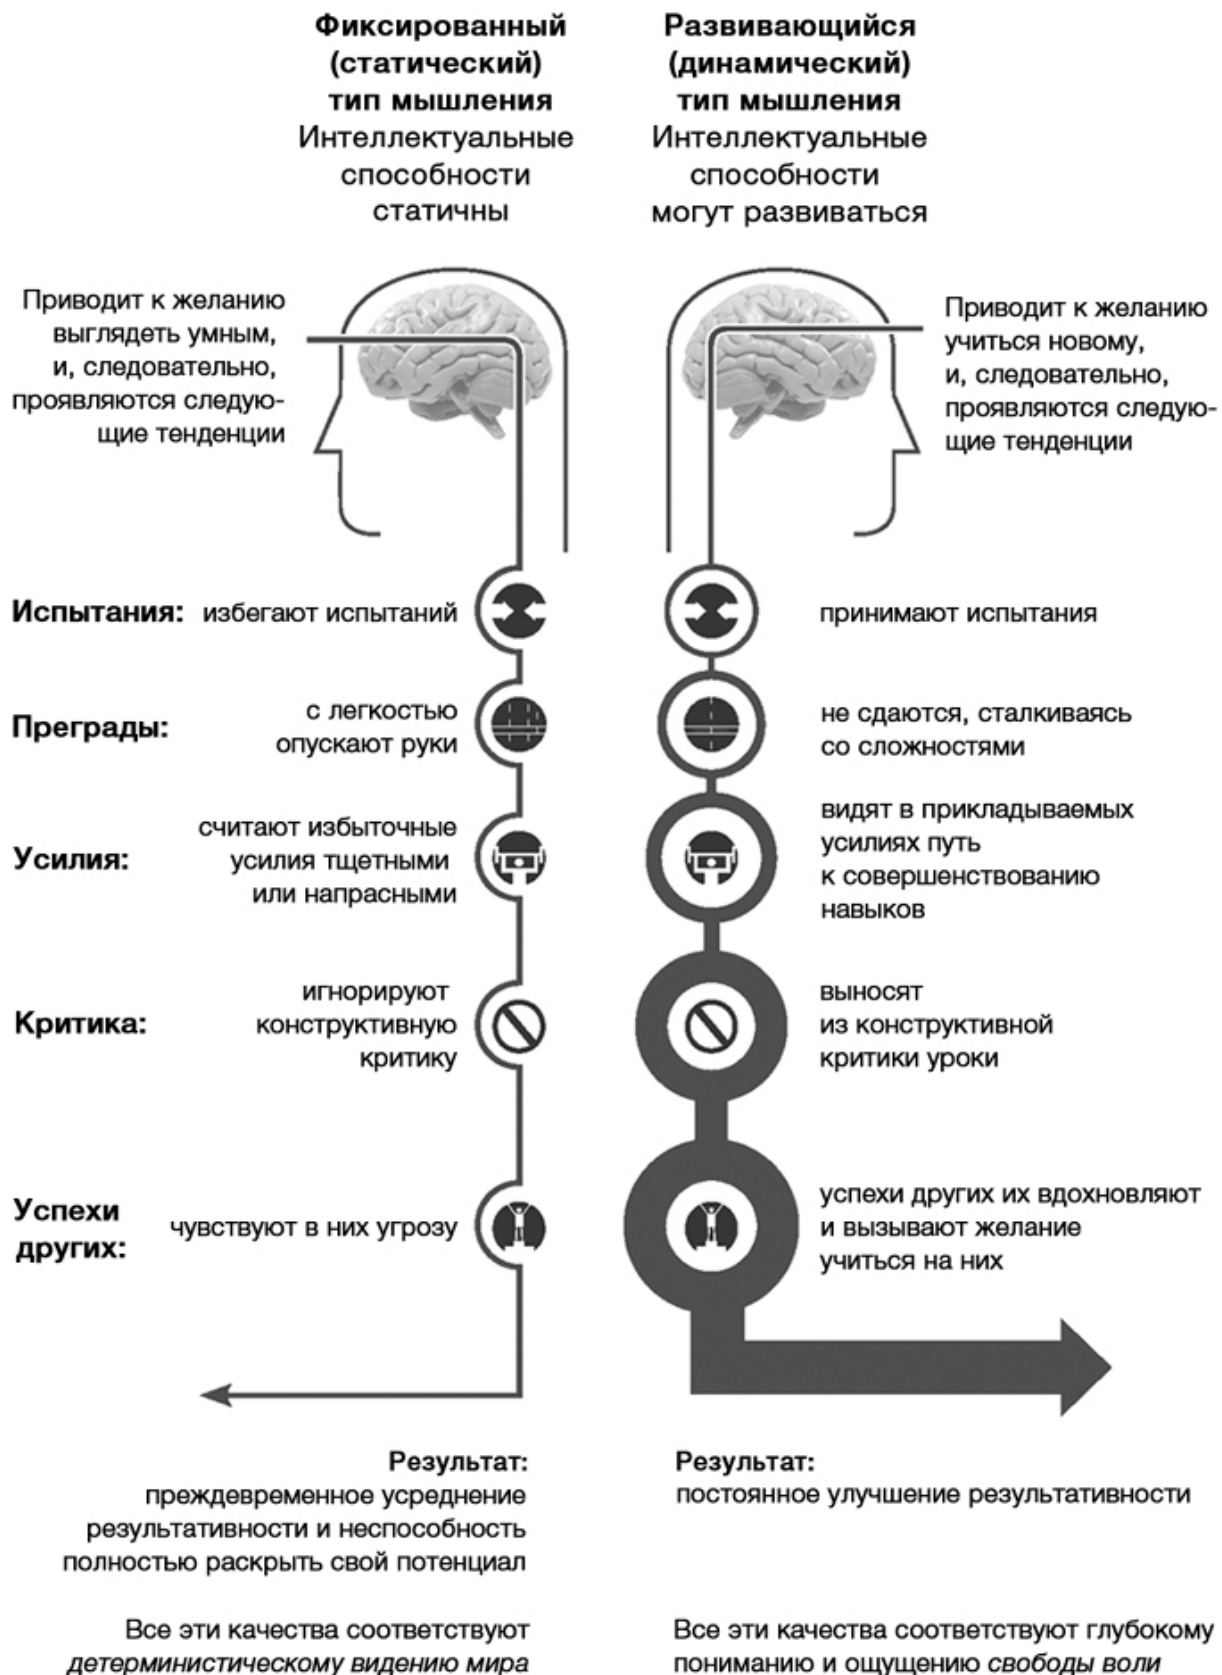 Фиксированный
(статический)
тип мышления
Интеллектуальные
способности
статичны
Развивающийся
(динамический)
тип мышления
Интеллектуальные
способности
могут развиваться
Приводит к желанию
выглядеть умным,
и, следовательно,
проявляются следую-
щие тенденции
Приводит к желанию
учиться новому,
и, следовательно,
проявляются следую-
щие тенденции
Испытания: избегают испытаний
принимают испытания
Преграды:
с легкостью
опускают руки
не сдаются, сталкиваясь
со сложностями
Усилия:
считают избыточные
усилия тщетными
или напрасными
видят в прикладываемых
усилиях путь
к совершенствованию
навыков
Критика:
игнорируют
конструктивную
критику
выносят
из конструктивной
критики уроки
Успехи
других:
чувствуют в них угрозу
успехи других их вдохновляют
и вызывают желание
учиться на них
Результат:
преждевременное усреднение
результативности и неспособность
полностью раскрыть свой потенциал
Результат:
постоянное улучшение результативности
Все эти качества соответствуют
детерминистическому видению мира
Все эти качества соответствуют глубокому
пониманию и ощущению свободы воли